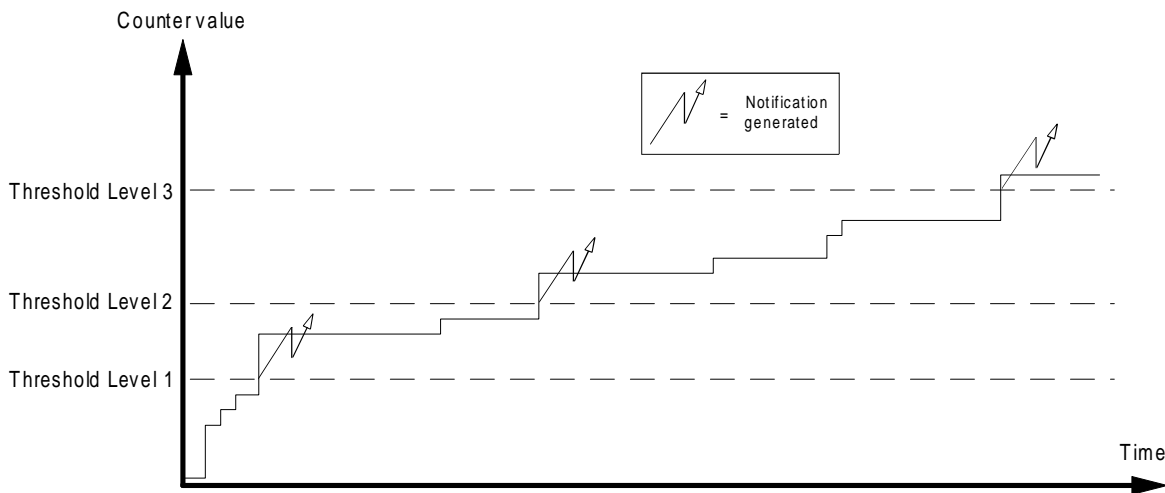 Counter value
Notification
= generated
Threshold Level 3
Threshold Level 2
Threshold Level 1
Time